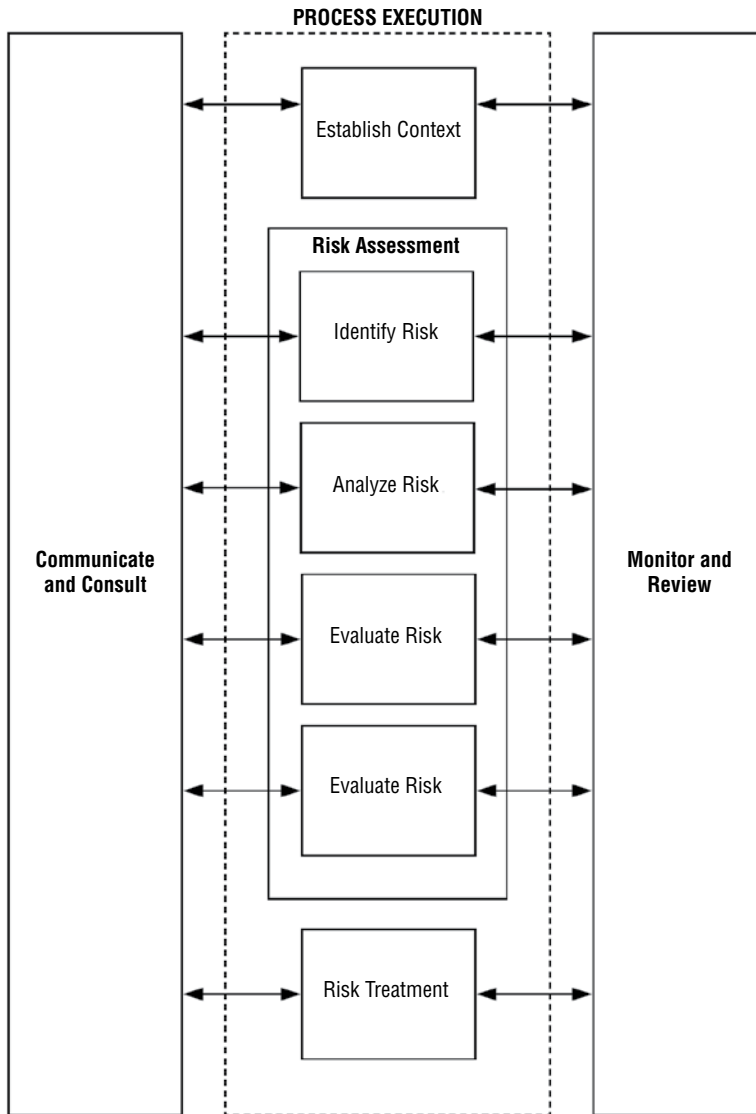 PROCESS EXECUTION
Establish Context
Risk Assessment
Identify Risk
Analyze Risk
Communicate
and Consult
Monitor and
Review
Evaluate Risk
Evaluate Risk
Risk Treatment